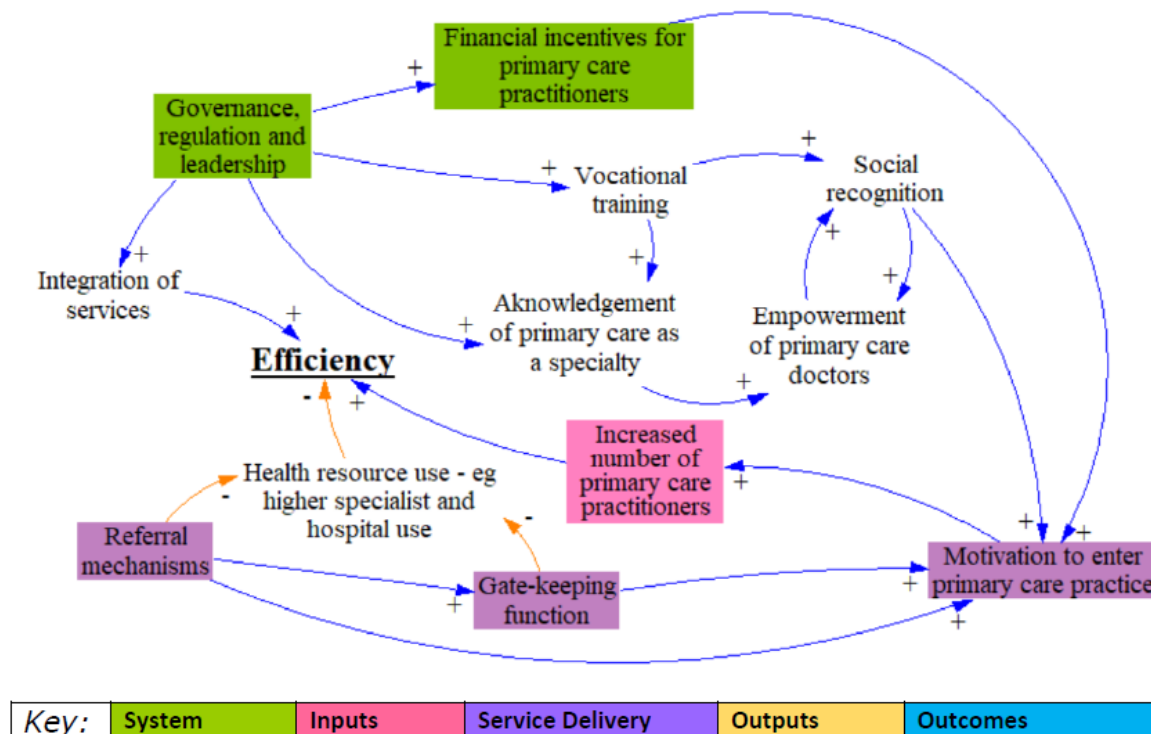 Financial incentives for
primary care
practitioners
+
Governance,
regulation and
leadership
+
Vocational
training
+
Social
recognition
+
Integration of
services
+
+
+
Aknowledgement
of primary care as
a specialty
+
+
Empowerment
of primary care
doctors
+
+
Efficiency
-
+
Increased
number of
primary care
practitioners
+
Health resource use - eg
higher specialist and
hospital use
-
-
Referral
mechanisms
+
Gate-keeping
function
+
+
+
Motivation to enter
primary care practice
+
Key:
System
Inputs
Service Delivery
Outputs
Outcomes